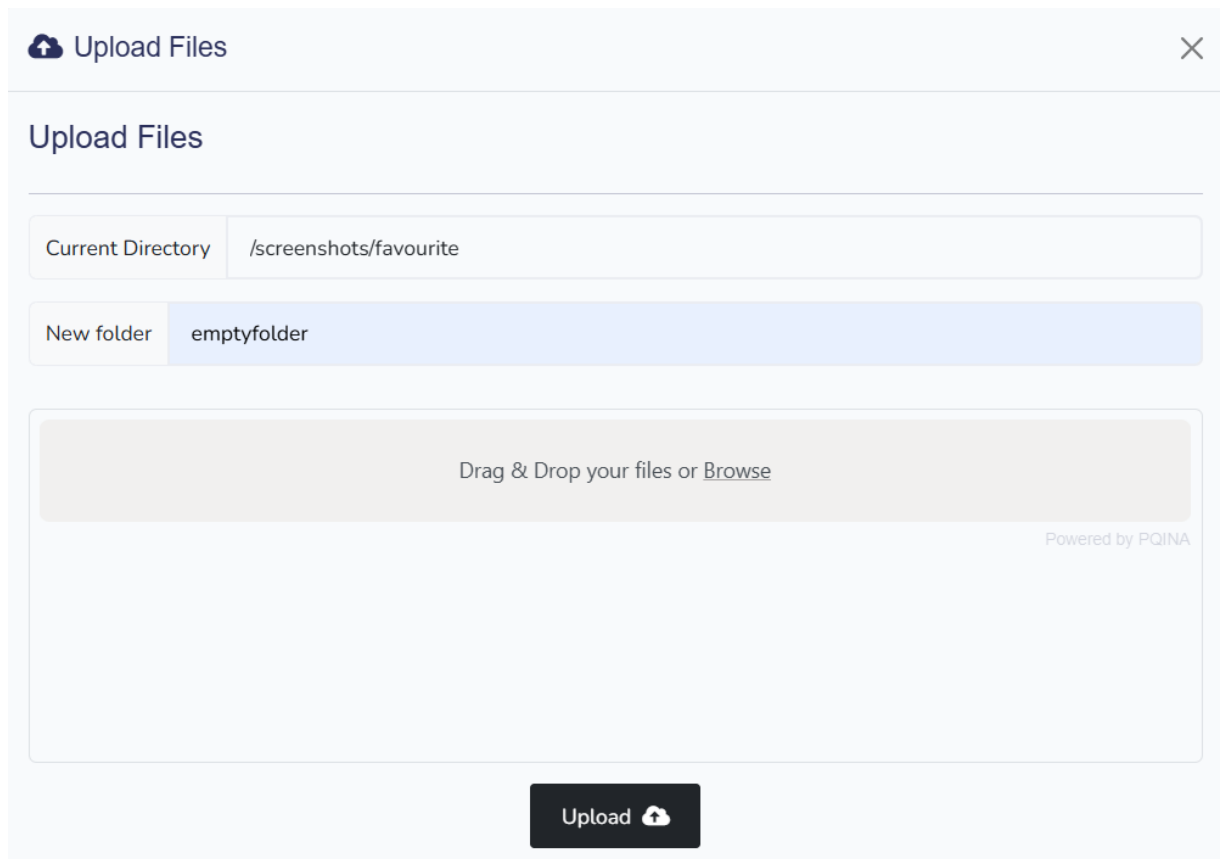 Upload Files
Upload Files
Current Directory /screenshots/favourite
New folder emptyfolder
Drag & Drop your files or Browse
Powered by PQINA
Upload